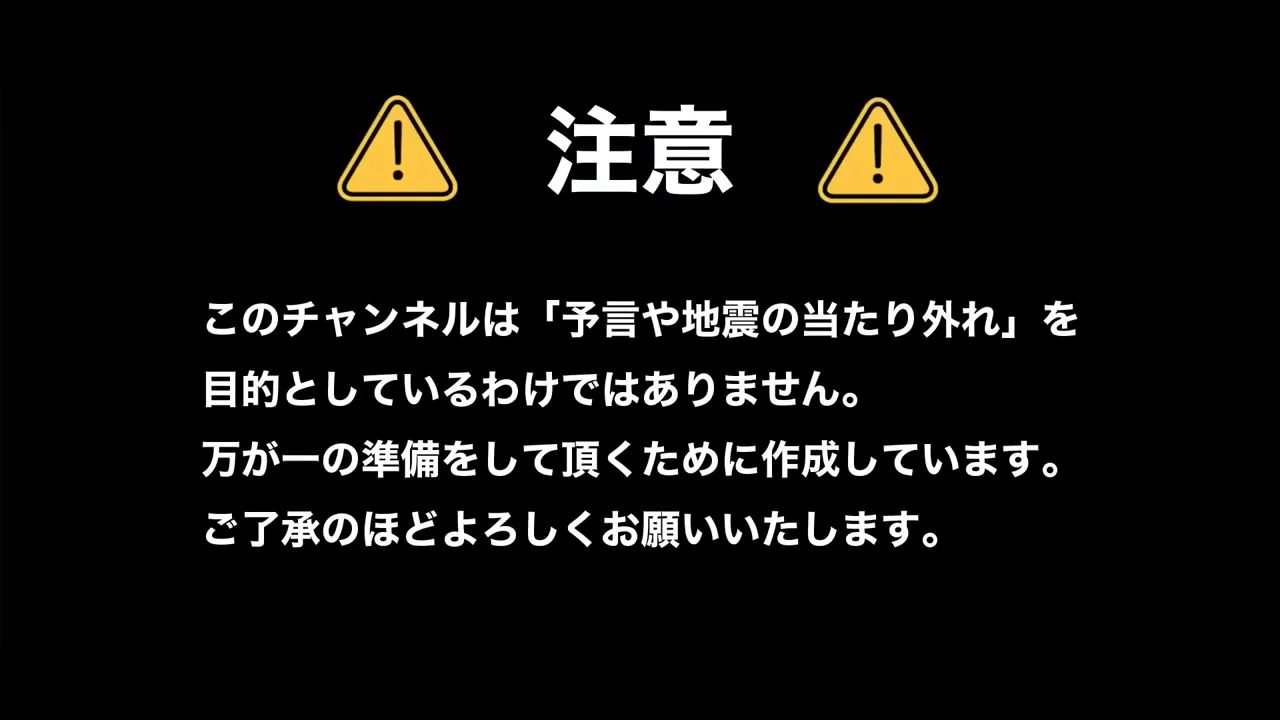 注意
このチャンネルは「予言や地震の当たり外れ」を
目的としているわけではありません。
万が一の準備をして頂くために作成しています。
ご了承のほどよろしくお願いいたします。